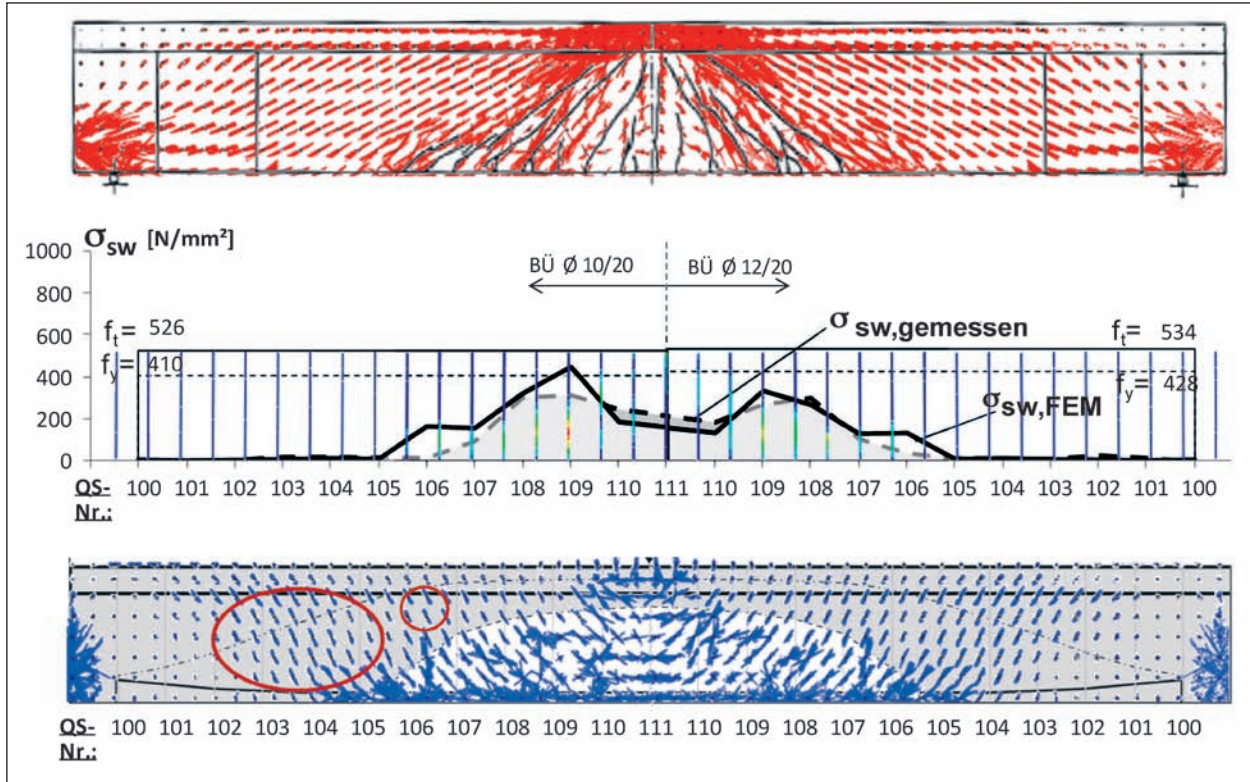 σsw [N/mm²]
1000
800
600
400
200
0
BÜ Ø 10/20
BÜ Ø 12/20
ft= 526
fy= 410
σsw,gemessen
ft= 534
fy= 428
σsw,FEM
QS-Nr.: 100 101 102 103 104 105 106 107 108 109 110 111 110 109 108 107 106 105 104 103 102 101 100
QS-Nr.: 100 101 102 103 104 105 106 107 108 109 110 111 110 109 108 107 106 105 104 103 102 101 100